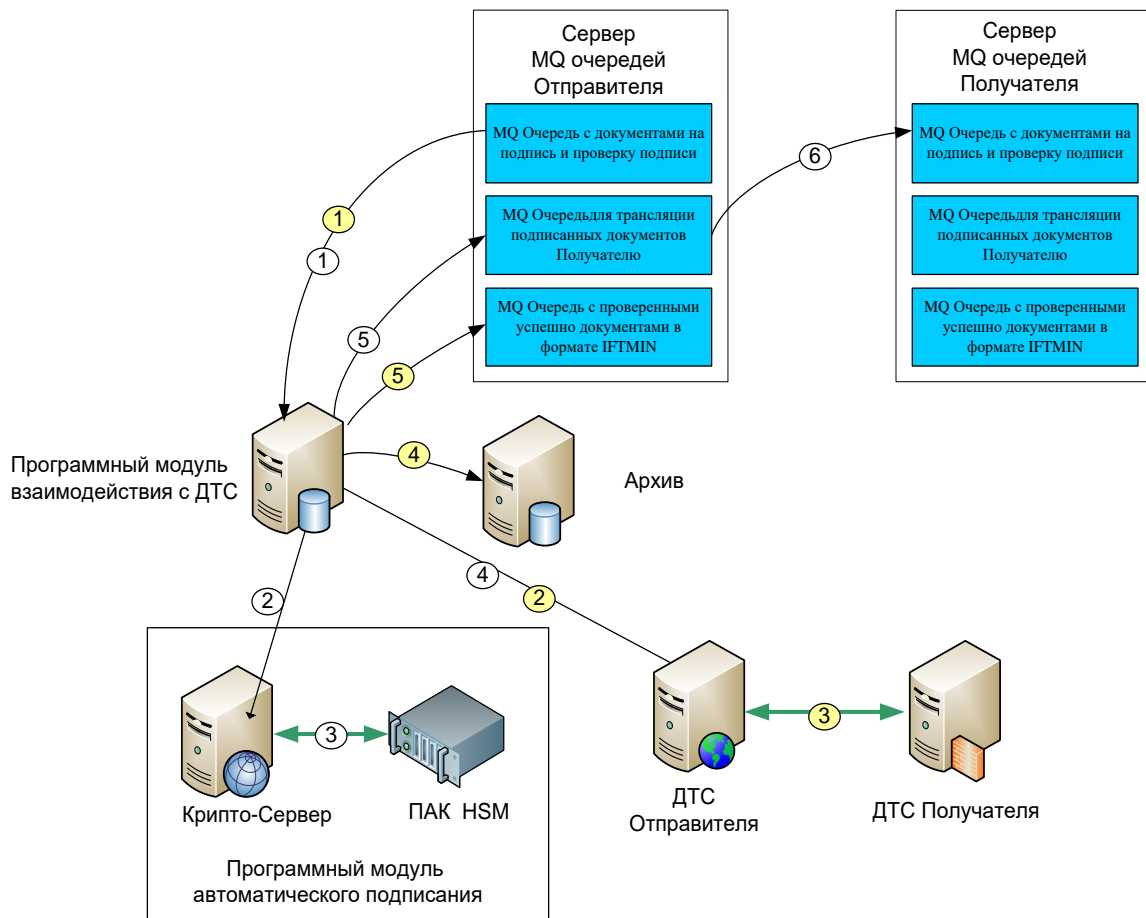 Сервер
MQ очередей
Отправителя
MQ Очередь с документами на
подпись и проверку подписи
MQ Очередьдля трансляции
подписанных документов
Получателю
MQ Очередь с проверенными
успешно документами в
формате IFTMIN
Сервер
MQ очередей
Получателя
MQ Очередь с документами на
подпись и проверку подписи
MQ Очередьдля трансляции
подписанных документов
Получателю
MQ Очередь с проверенными
успешно документами в
формате IFTMIN
6
1
1
5
5
4
Программный модуль
взаимодействия с ДТС
Архив
4
2
2
3
3
Крипто-Сервер
ПАК HSM
Программный модуль
автоматического подписания
ДТС
Отправителя
ДТС Получателя